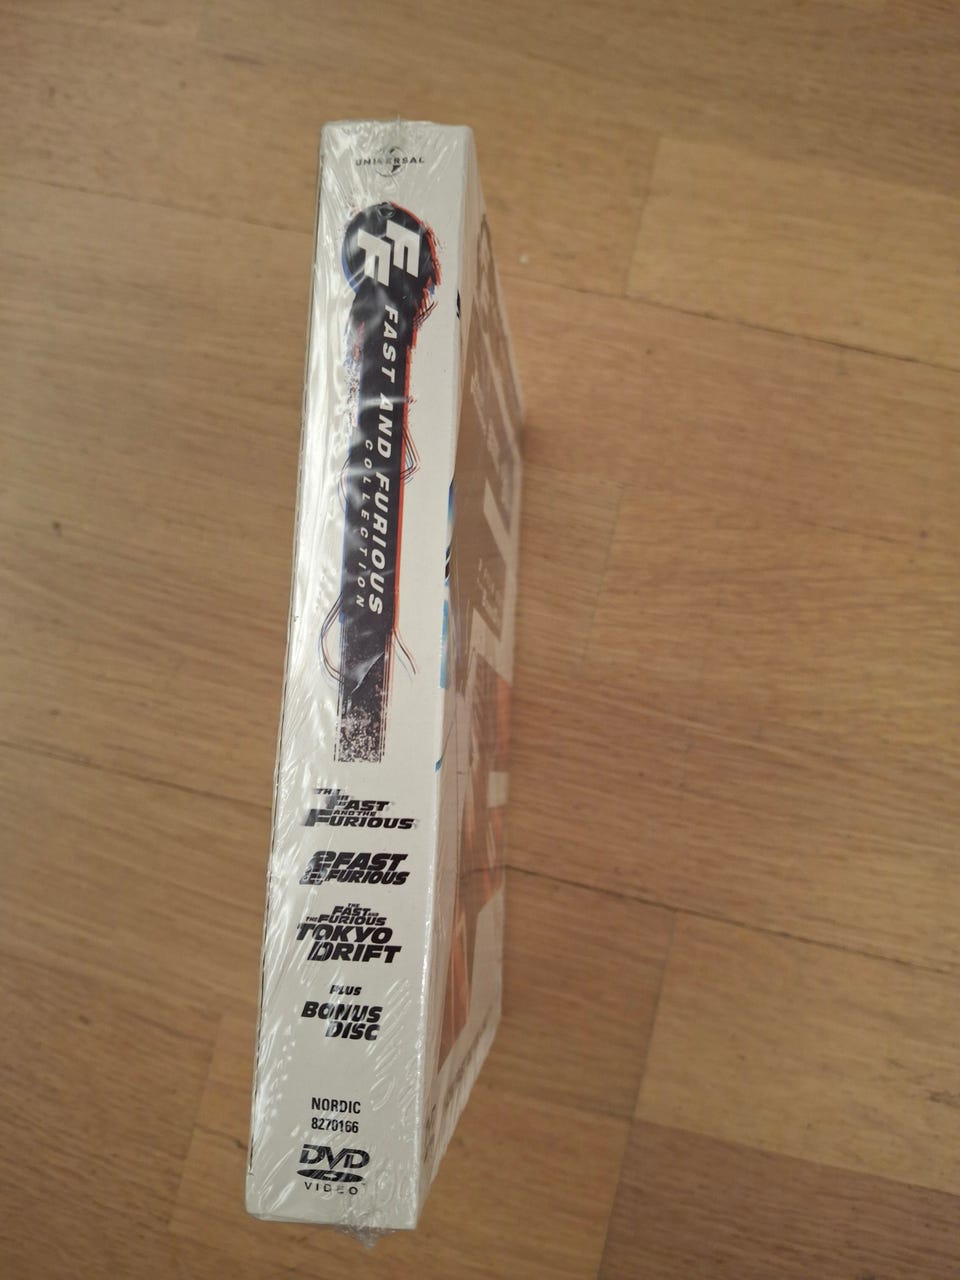 UNIVERSAL
FF
FAST AND FURIOUS
COLLECTION
THE
FAST
AND THE
FURIOUS
2 FAST
2 FURIOUS
THE
FAST AND
THE FURIOUS
TOKYO
DRIFT
PLUS
BONUS
DISC
NORDIC
8270166
DVD
VIDEO